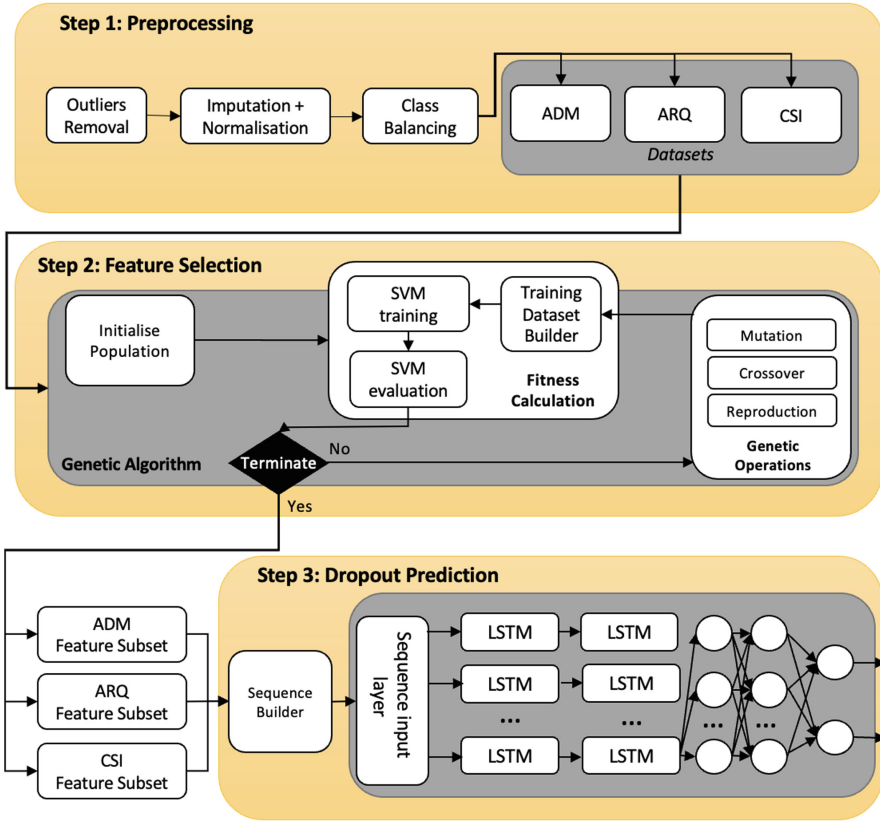 Step 1: Preprocessing
Outliers
Removal
Imputation +
Normalisation
Class
Balancing
ADM
ARQ
CSI
Datasets
Step 2: Feature Selection
Initialise
Population
SVM
training
Training
Dataset
Builder
SVM
evaluation
Fitness
Calculation
Mutation
Crossover
Reproduction
Genetic
Operations
Genetic Algorithm
Terminate
No
Yes
Step 3: Dropout Prediction
ADM
Feature Subset
ARQ
Feature Subset
CSI
Feature Subset
Sequence
Builder
Sequence input
layer
LSTM
LSTM
LSTM
LSTM
...
...
...
...
LSTM
LSTM